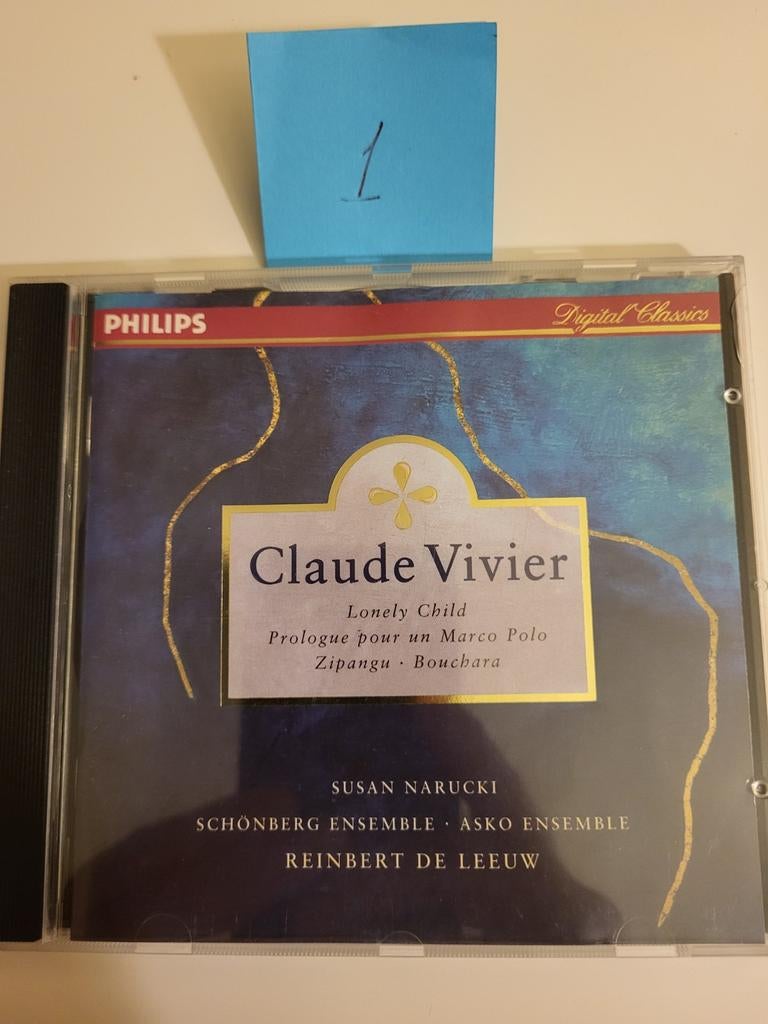 1
PHILIPS
Digital Classics
Claude Vivier
Lonely Child
Prologue pour un Marco Polo
Zipangu · Bouchara
SUSAN NARUCKI
SCHÖNBERG ENSEMBLE · ASKO ENSEMBLE
REINBERT DE LEEUW